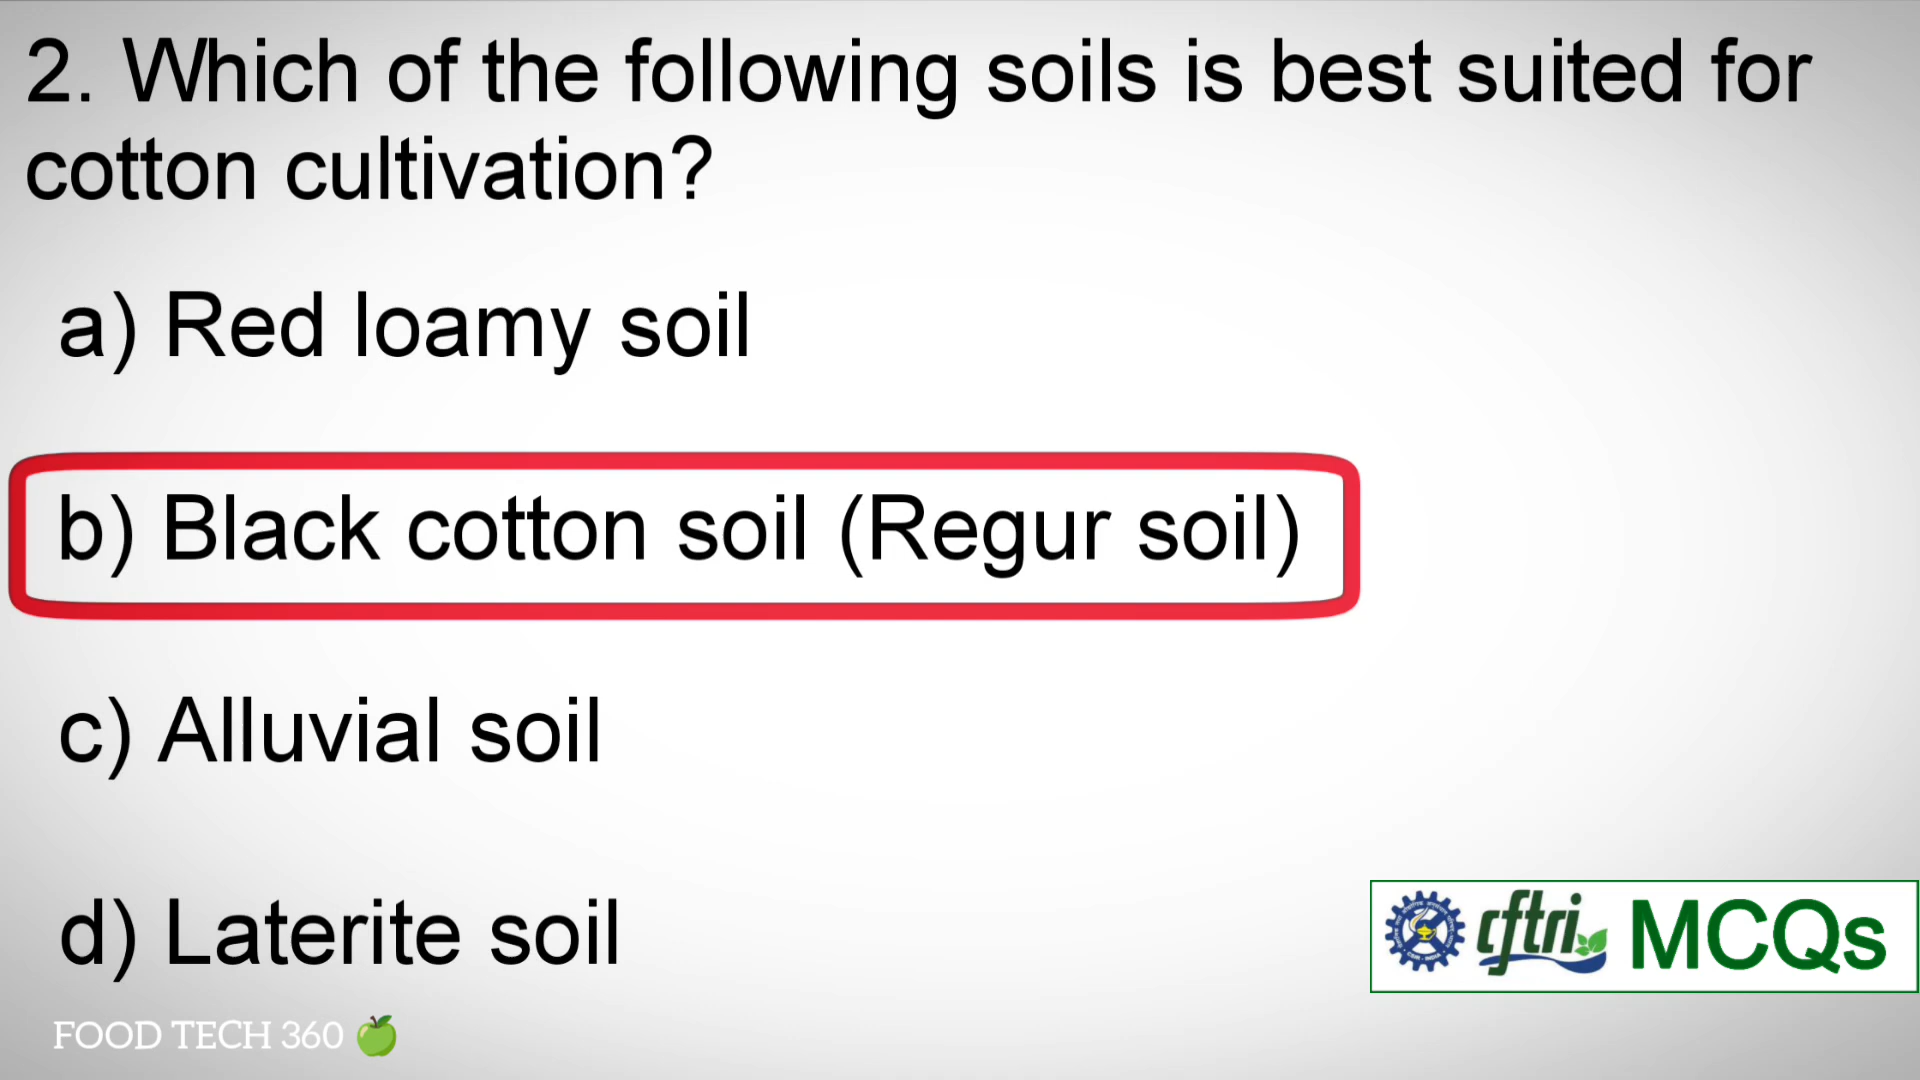 2. Which of the following soils is best suited for
cotton cultivation?
a) Red loamy soil
b) Black cotton soil (Regur soil)
c) Alluvial soil
d) Laterite soil
cftri MCQs
FOOD TECH 360